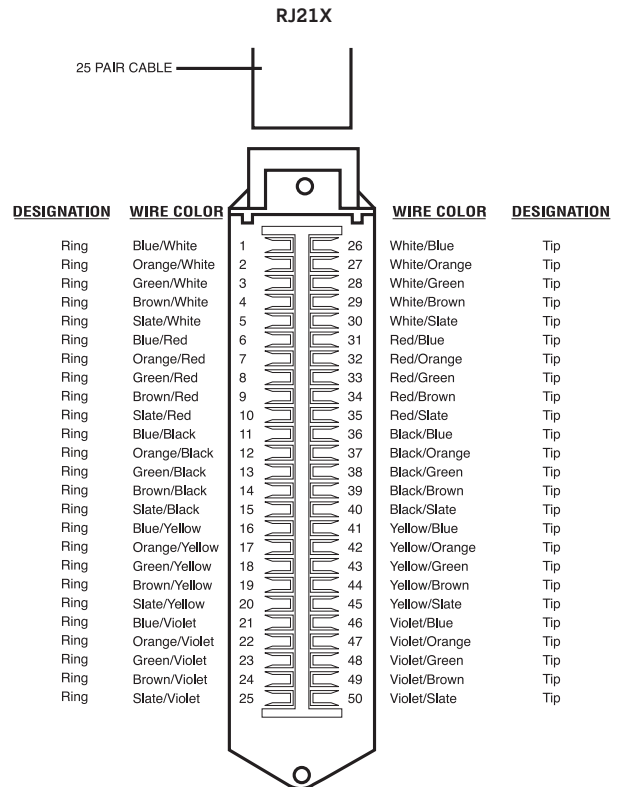 RJ21X
25 PAIR CABLE
DESIGNATION WIRE COLOR WIRE COLOR DESIGNATION
Ring Blue/White 1 26 White/Blue Tip
Ring Orange/White 2 27 White/Orange Tip
Ring Green/White 3 28 White/Green Tip
Ring Brown/White 4 29 White/Brown Tip
Ring Slate/White 5 30 White/Slate Tip
Ring Blue/Red 6 31 Red/Blue Tip
Ring Orange/Red 7 32 Red/Orange Tip
Ring Green/Red 8 33 Red/Green Tip
Ring Brown/Red 9 34 Red/Brown Tip
Ring Slate/Red 10 35 Red/Slate Tip
Ring Blue/Black 11 36 Black/Blue Tip
Ring Orange/Black 12 37 Black/Orange Tip
Ring Green/Black 13 38 Black/Green Tip
Ring Brown/Black 14 39 Black/Brown Tip
Ring Slate/Black 15 40 Black/Slate Tip
Ring Blue/Yellow 16 41 Yellow/Blue Tip
Ring Orange/Yellow 17 42 Yellow/Orange Tip
Ring Green/Yellow 18 43 Yellow/Green Tip
Ring Brown/Yellow 19 44 Yellow/Brown Tip
Ring Slate/Yellow 20 45 Yellow/Slate Tip
Ring Blue/Violet 21 46 Violet/Blue Tip
Ring Orange/Violet 22 47 Violet/Orange Tip
Ring Green/Violet 23 48 Violet/Green Tip
Ring Brown/Violet 24 49 Violet/Brown Tip
Ring Slate/Violet 25 50 Violet/Slate Tip